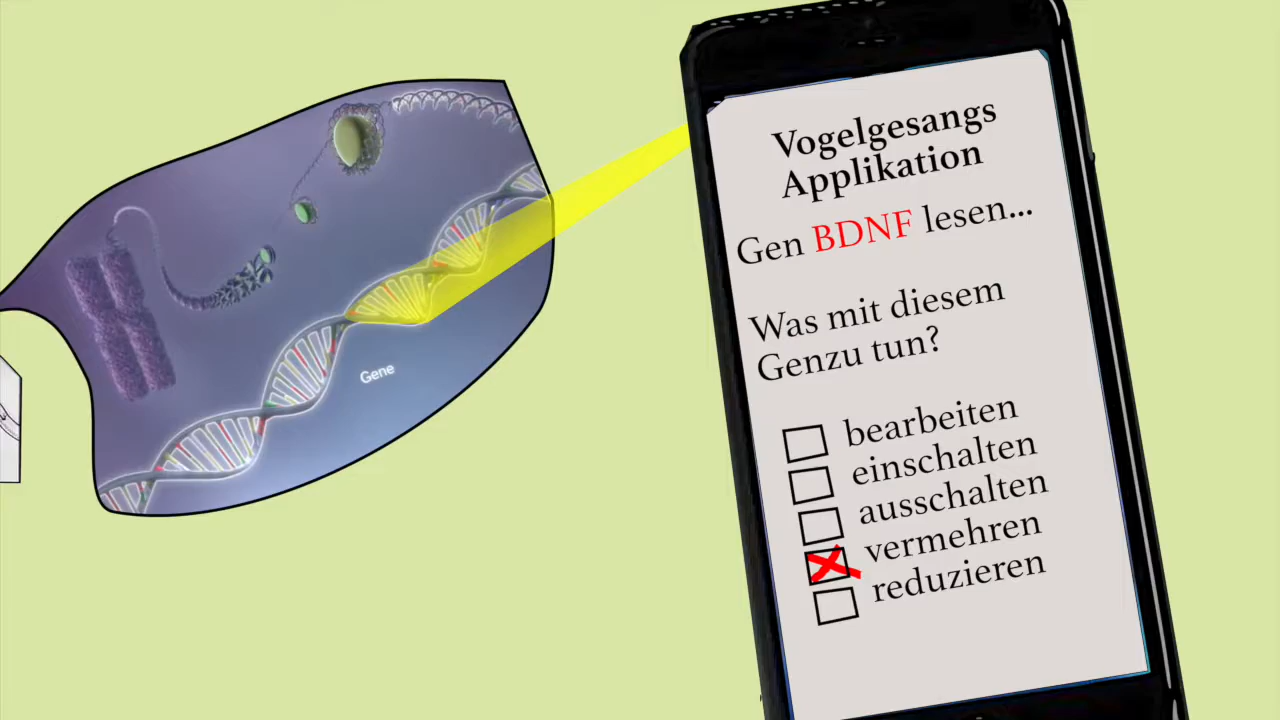 Gene
Vogelgesangs
Applikation
Gen BDNF lesen...
Was mit diesem
Genzu tun?
bearbeiten
einschalten
ausschalten
vermehren
reduzieren